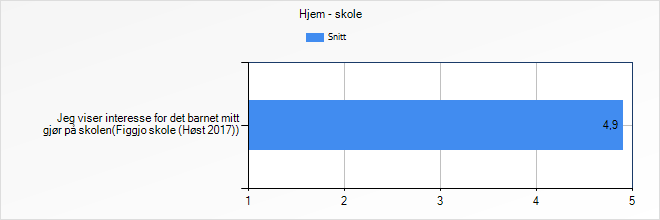 Hjem - skole
Snitt
Jeg viser interesse for det barnet mitt
gjør på skolen(Figgjo skole (Høst 2017))
4,9
1 2 3 4 5